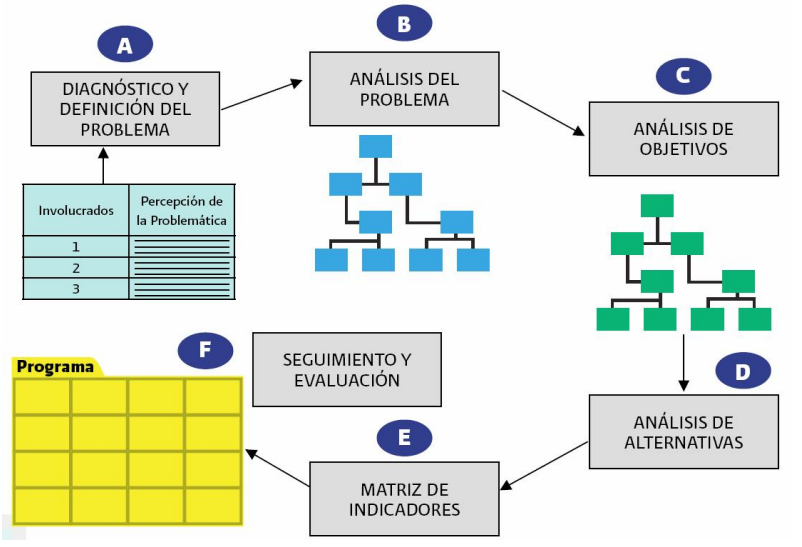 A
DIAGNÓSTICO Y
DEFINICIÓN DEL
PROBLEMA
Involucrados
Percepción de
la Problemática
1
2
3
B
ANÁLISIS DEL
PROBLEMA
C
ANÁLISIS DE
OBJETIVOS
D
ANÁLISIS DE
ALTERNATIVAS
E
MATRIZ DE
INDICADORES
F
SEGUIMIENTO Y
EVALUACIÓN
Programa